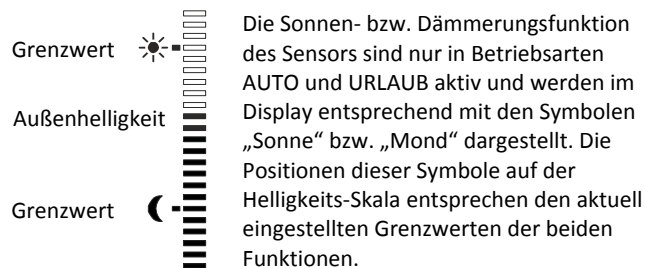 Grenzwert
Außenhelligkeit
Grenzwert
Die Sonnen- bzw. Dämmerungsfunktion
des Sensors sind nur in Betriebsarten
AUTO und URLAUB aktiv und werden im
Display entsprechend mit den Symbolen
„Sonne“ bzw. „Mond“ dargestellt. Die
Positionen dieser Symbole auf der
Helligkeits-Skala entsprechen den aktuell
eingestellten Grenzwerten der beiden
Funktionen.